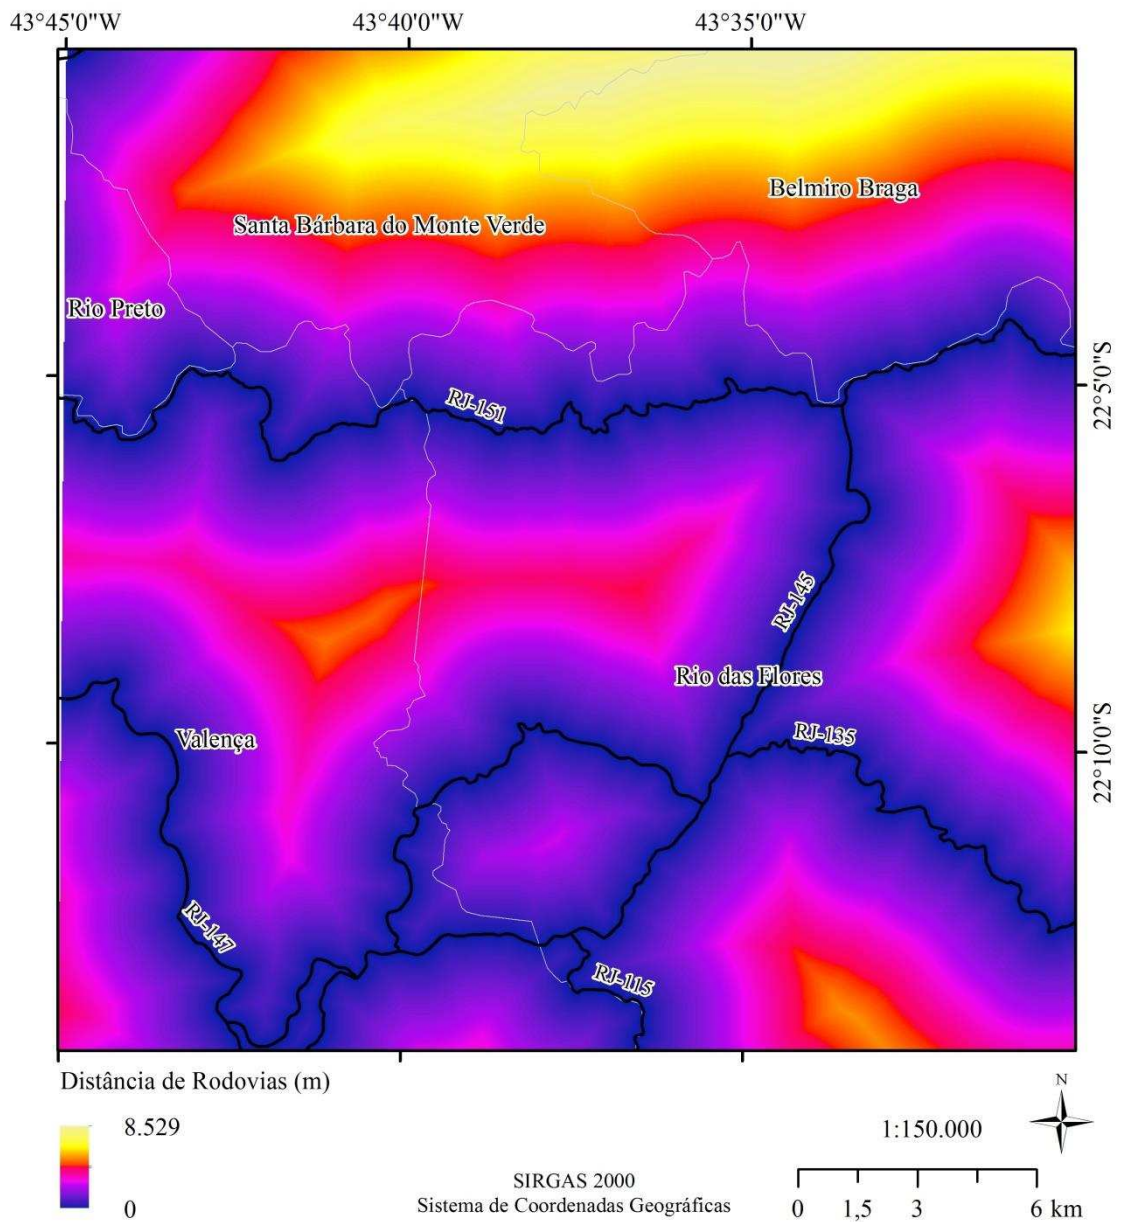 43°45'0"W
43°40'0"W
43°35'0"W
Belmiro Braga
Santa Bárbara do Monte Verde
Rio Preto
22°5'0"S
RJ-151
RJ-145
Rio das Flores
RJ-135
Valença
22°10'0"S
RJ-147
RJ-115
Distância de Rodovias (m)
N
8.529
1:150.000
0
SIRGAS 2000
Sistema de Coordenadas Geográficas
0 1,5 3 6 km